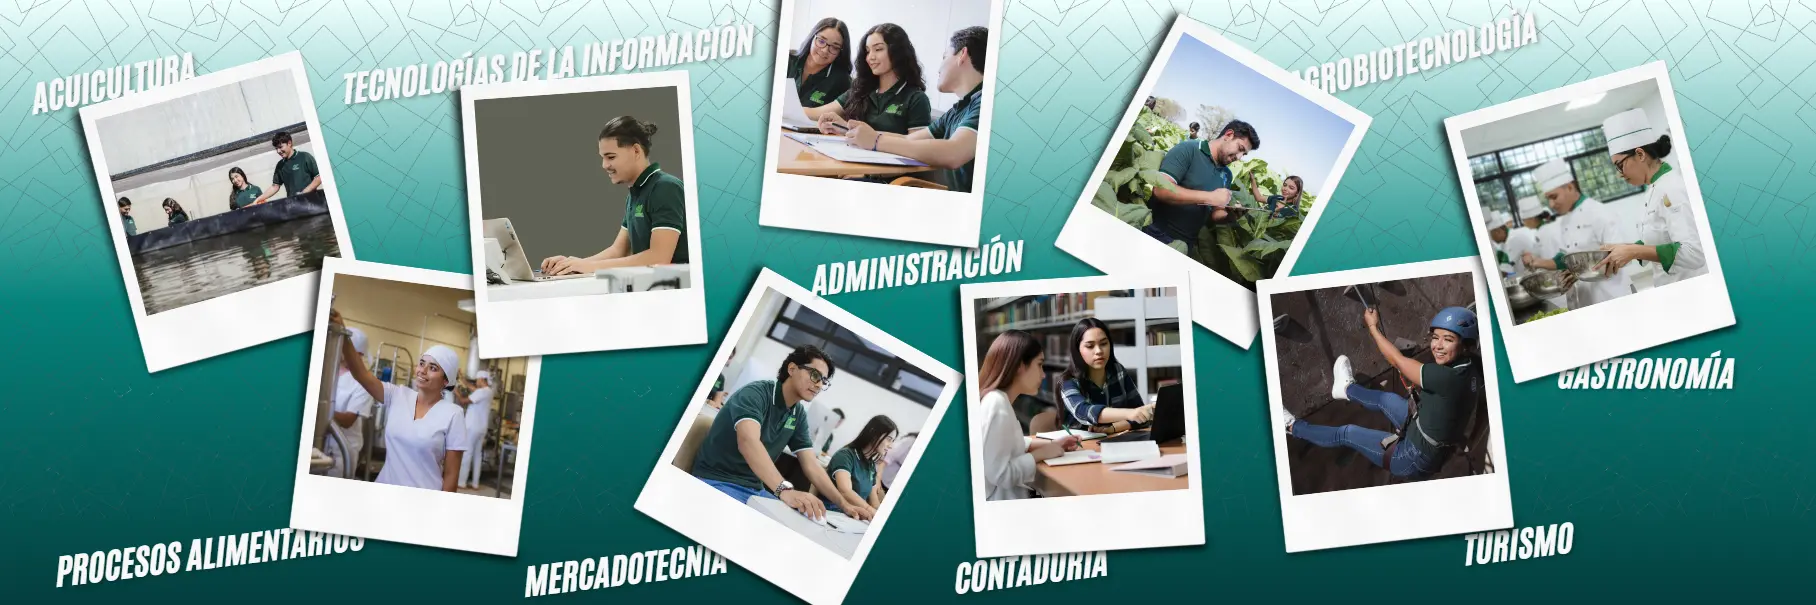 ACUICULTURA
TECNOLOGÍAS DE LA INFORMACIÓN
AGROBIOTECNOLOGÍA
ADMINISTRACIÓN
GASTRONOMÍA
PROCESOS ALIMENTARIOS
MERCADOTECNIA
CONTADURÍA
TURISMO